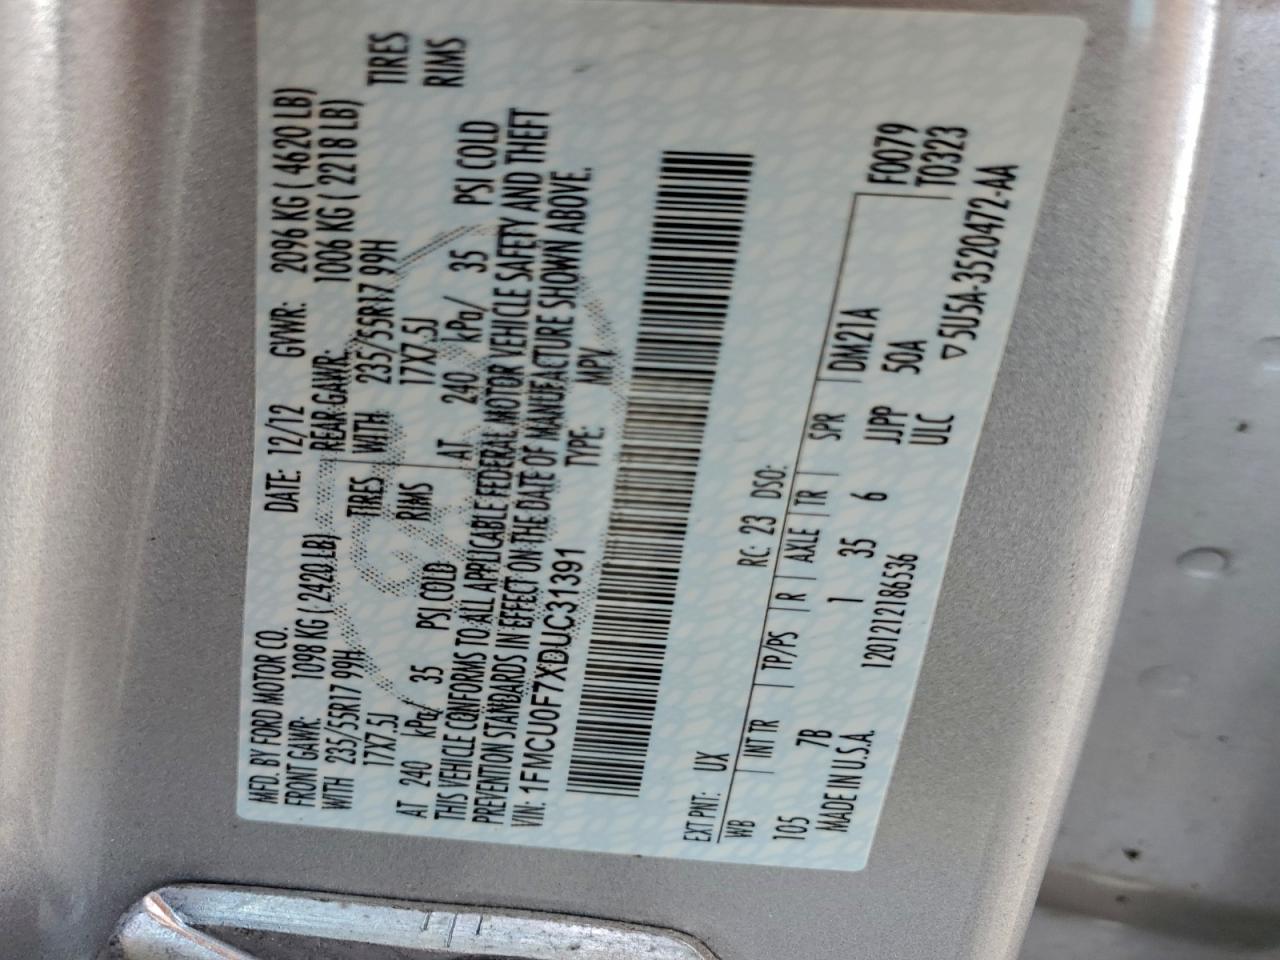 MFD. BY FORD MOTOR CO. DATE: 12/12 GVWR: 2096 KG ( 4620 LB)
FRONT GAWR: 1098 KG ( 2420 LB) REAR GAWR: 1006 KG ( 2218 LB)
WITH 235/55R17 99H TIRES WITH 235/55R17 99H TIRES
17X7.5J RIMS 17X7.5J RIMS
AT 240 kPa/ 35 PSI COLD AT 240 kPa/ 35 PSI COLD
THIS VEHICLE CONFORMS TO ALL APPLICABLE FEDERAL MOTOR VEHICLE SAFETY AND THEFT
PREVENTION STANDARDS IN EFFECT ON THE DATE OF MANUFACTURE SHOWN ABOVE.
VIN: 1FMCU0F7XDUC31391 TYPE: MPV
EXT PNT: UX RC: 23 DSO:
WB INT TR TP/PS R AXLE TR SPR DM21A F0079
105 7B 1 35 6 JJPP 50A T0323
MADE IN U.S.A. 1201212186536 ULC ▽5U5A-3520472-AA